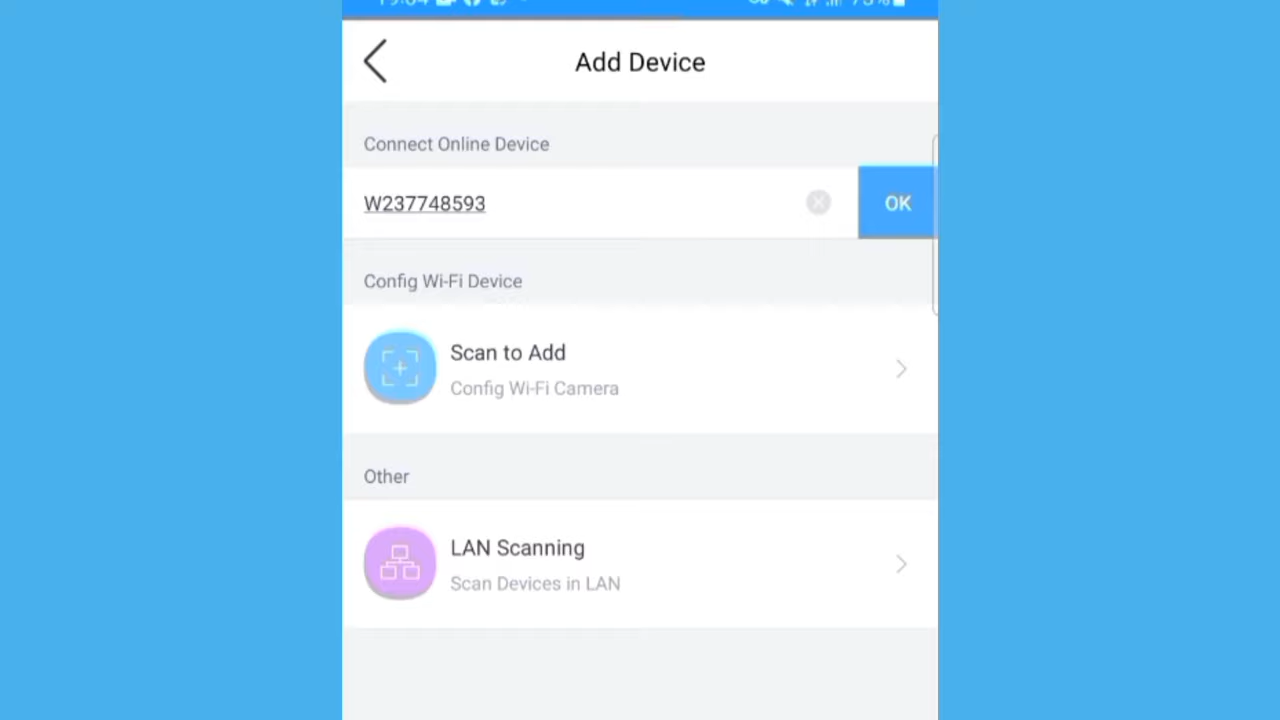 Add Device
Connect Online Device
W237748593
OK
Config Wi-Fi Device
Scan to Add
Config Wi-Fi Camera
Other
LAN Scanning
Scan Devices in LAN